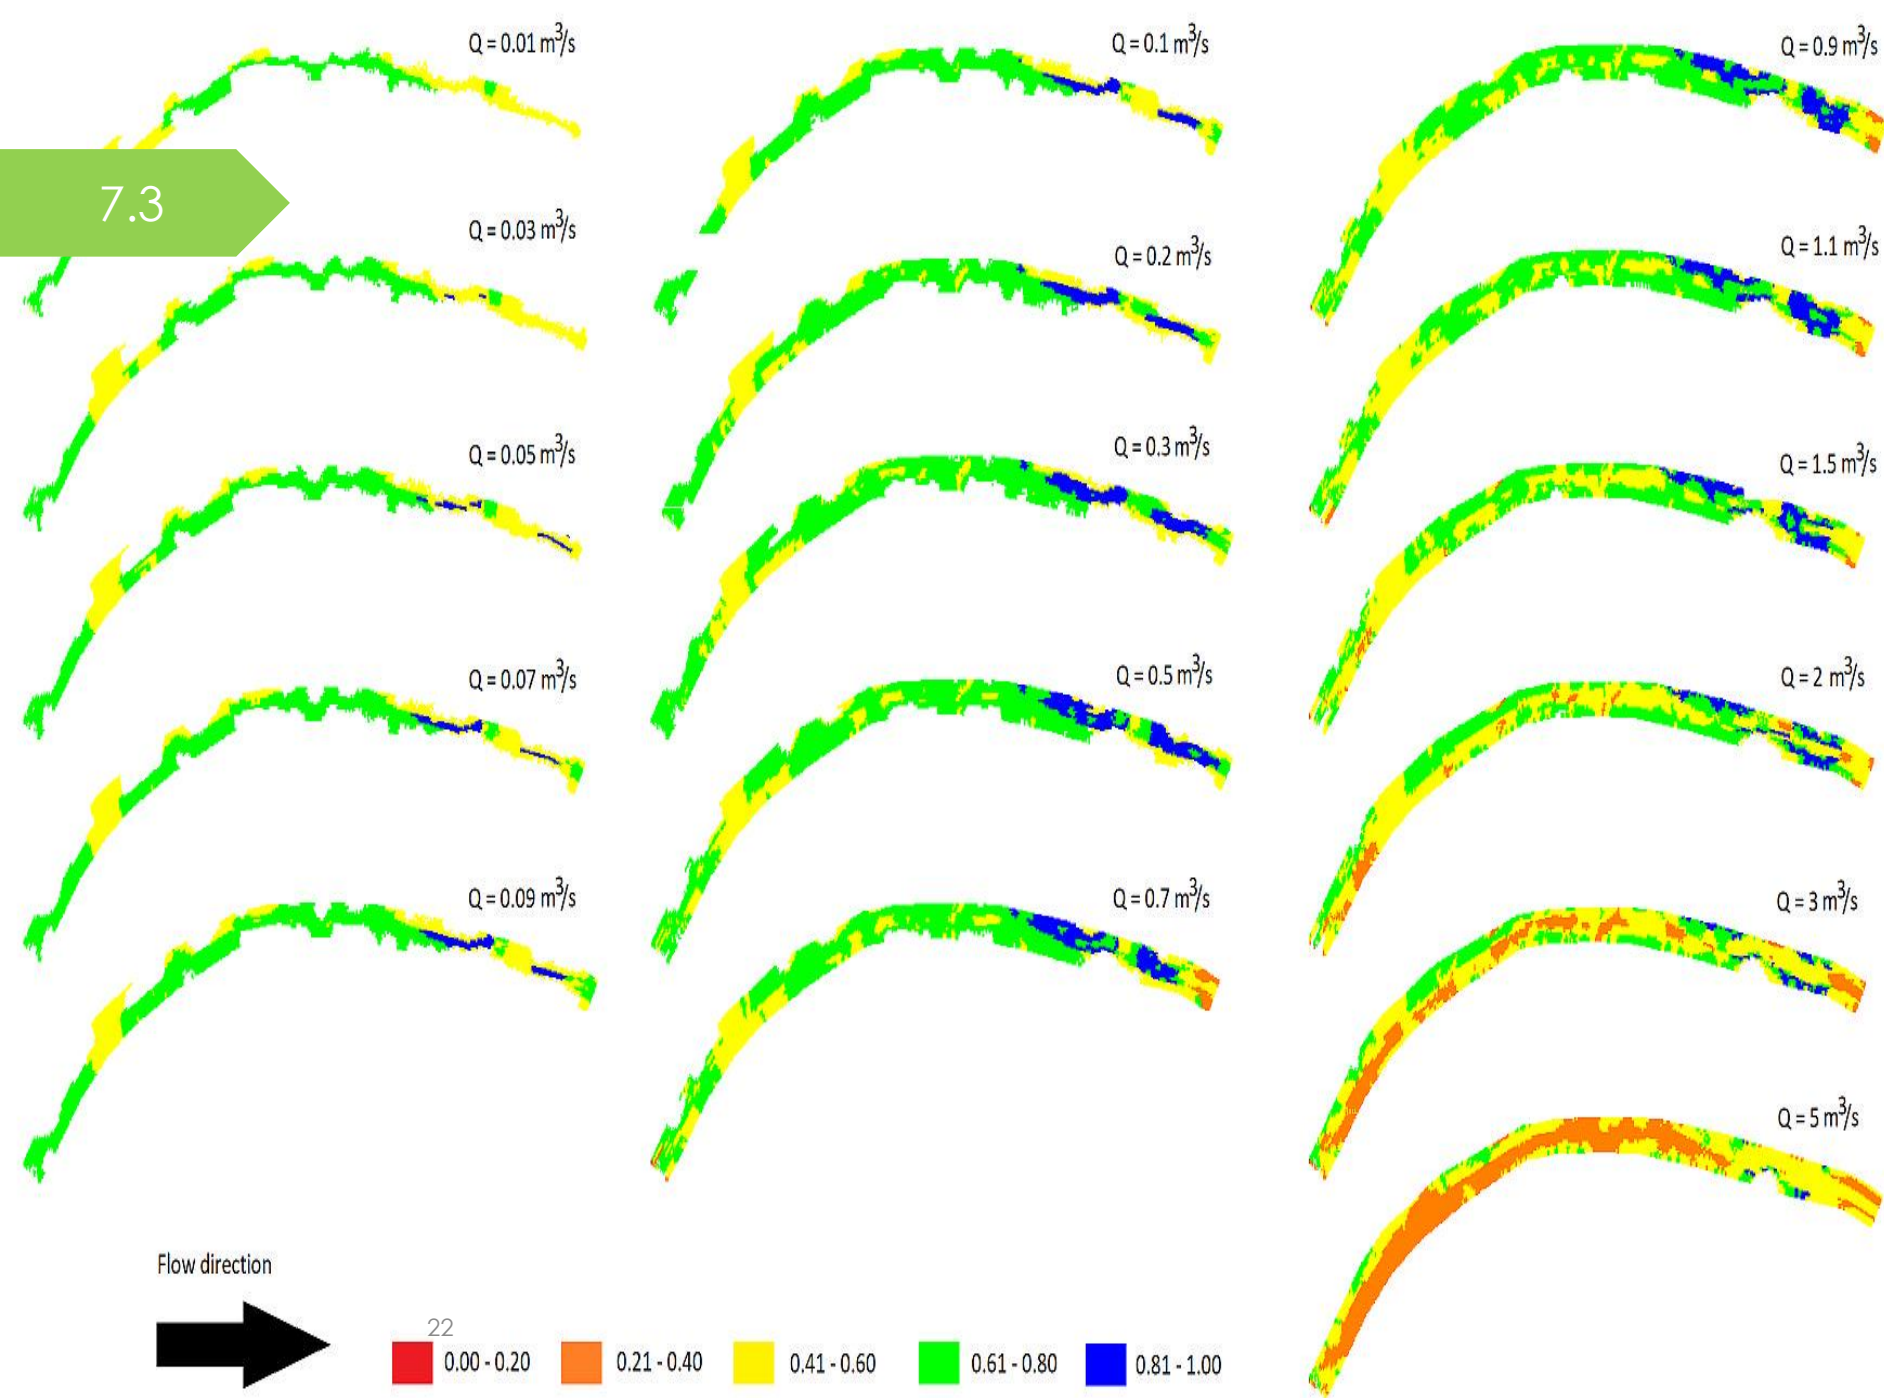 Q = 0.01 m³/s
Q = 0.1 m³/s
Q = 0.9 m³/s
7.3
Q = 0.03 m³/s
Q = 0.2 m³/s
Q = 1.1 m³/s
Q = 0.05 m³/s
Q = 0.3 m³/s
Q = 1.5 m³/s
Q = 0.07 m³/s
Q = 0.5 m³/s
Q = 2 m³/s
Q = 0.09 m³/s
Q = 0.7 m³/s
Q = 3 m³/s
Q = 5 m³/s
Flow direction
22
0.00 - 0.20
0.21 - 0.40
0.41 - 0.60
0.61 - 0.80
0.81 - 1.00